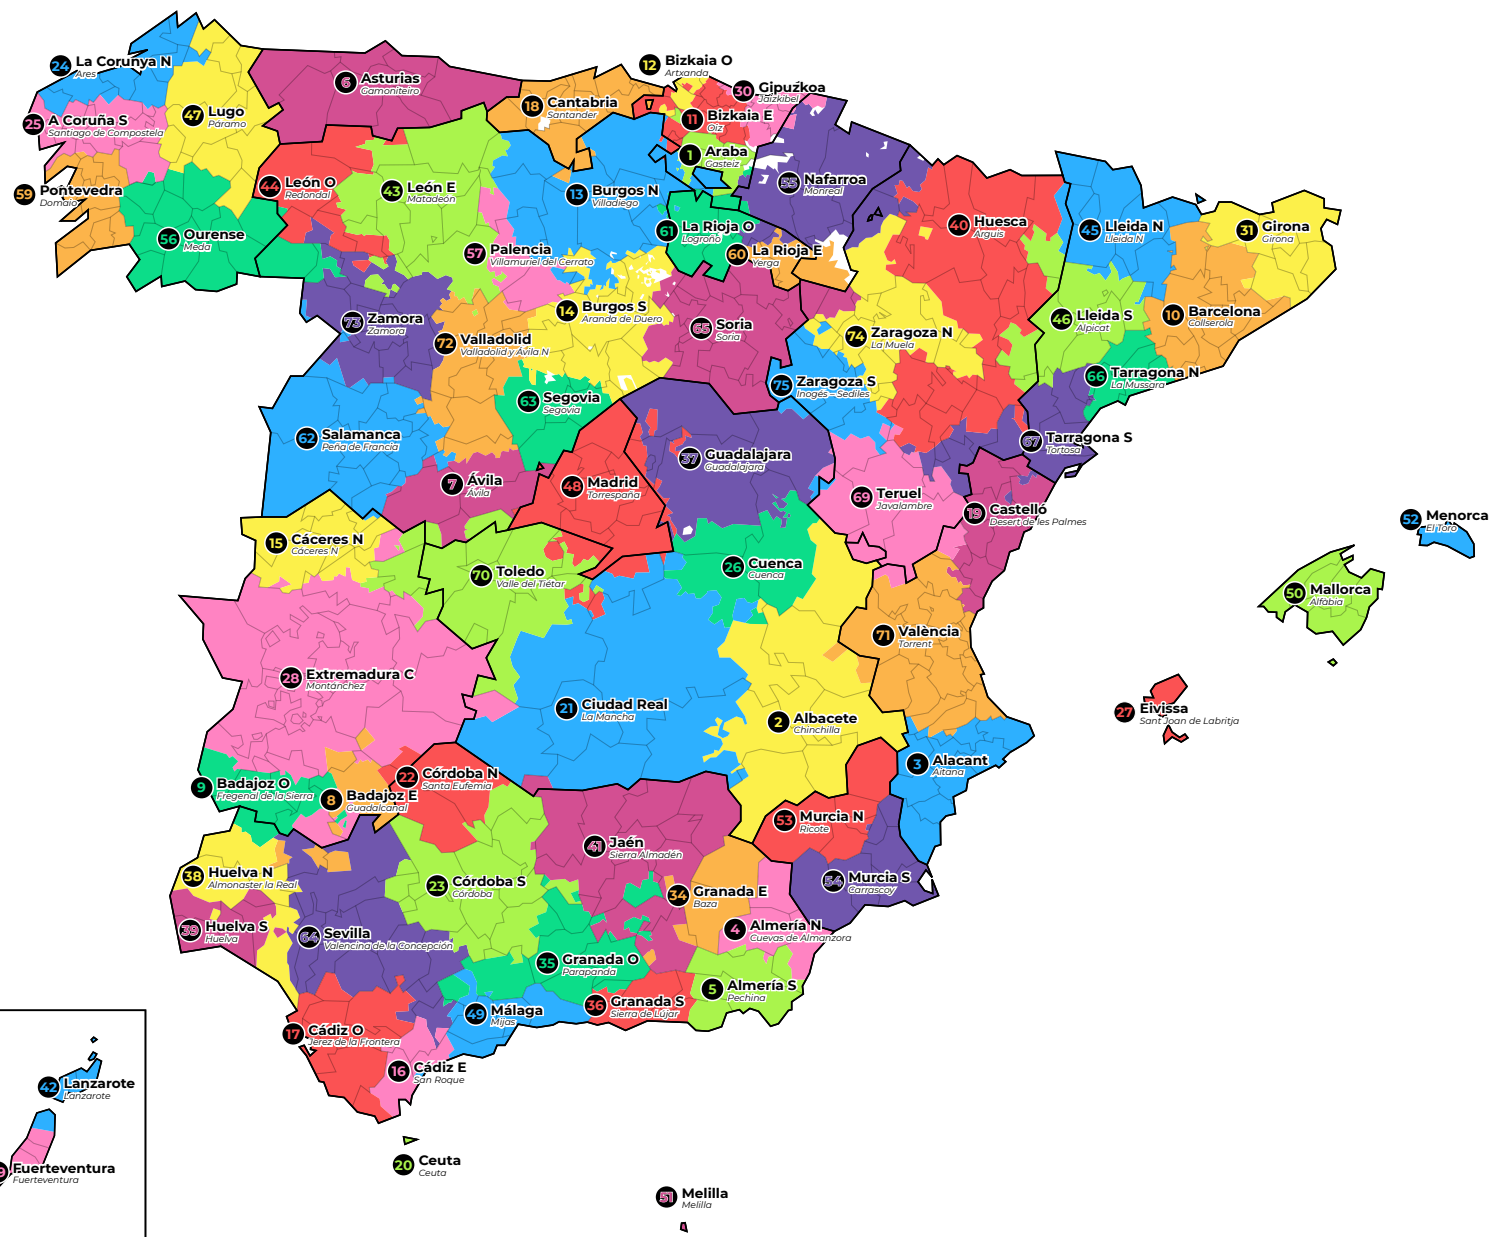 12 Bizkaia O
Artxanda
24 La Corunya N
Ares
6 Asturias
Gamoniteiro
30 Gipuzkoa
Jaizkibel
18 Cantabria
Santander
47 Lugo
Páramo
11 Bizkaia E
Oiz
25 A Coruña S
Santiago de Compostela
1 Araba
Gasteiz
55 Nafarroa
Monreal
44 León O
Redondal
43 León E
Matadeón
59 Pontevedra
Domaio
13 Burgos N
Villadiego
40 Huesca
Arguis
45 Lleida N
Lleida N
31 Girona
Girona
61 La Rioja O
Logroño
56 Ourense
Meda
57 Palencia
Villamuriel del Cerrato
60 La Rioja E
Yerga
14 Burgos S
Aranda de Duero
46 Lleida S
Alpicat
10 Barcelona
Collserola
73 Zamora
Zamora
65 Soria
Soria
74 Zaragoza N
La Muela
72 Valladolid
Valladolid y Ávila N
66 Tarragona N
La Mussara
75 Zaragoza S
Inogés – Sediles
63 Segovia
Segovia
62 Salamanca
Peña de Francia
67 Tarragona S
Tortosa
37 Guadalajara
Guadalajara
7 Ávila
Ávila
48 Madrid
Torrespaña
69 Teruel
Javalambre
19 Castelló
Desert de les Palmes
52 Menorca
El Toro
15 Cáceres N
Cáceres N
26 Cuenca
Cuenca
70 Toledo
Valle del Tiétar
50 Mallorca
Alfàbia
71 València
Torrent
28 Extremadura C
Montánchez
21 Ciudad Real
La Mancha
27 Eivissa
Sant Joan de Labritja
2 Albacete
Chinchilla
3 Alacant
Aitana
22 Córdoba N
Santa Eufemia
9 Badajoz O
Fregenal de la Sierra
8 Badajoz E
Guadalcanal
53 Murcia N
Ricote
41 Jaén
Sierra Almadén
38 Huelva N
Almonaster la Real
54 Murcia S
Carrascoy
23 Córdoba S
Córdoba
34 Granada E
Baza
39 Huelva S
Huelva
4 Almería N
Cuevas de Almanzora
64 Sevilla
Valencina de la Concepción
35 Granada O
Parapanda
5 Almería S
Pechina
36 Granada S
Sierra de Lújar
49 Málaga
Mijas
17 Cádiz O
Jerez de la Frontera
16 Cádiz E
San Roque
42 Lanzarote
Lanzarote
20 Ceuta
Ceuta
9 Fuerteventura
Fuerteventura
51 Melilla
Melilla